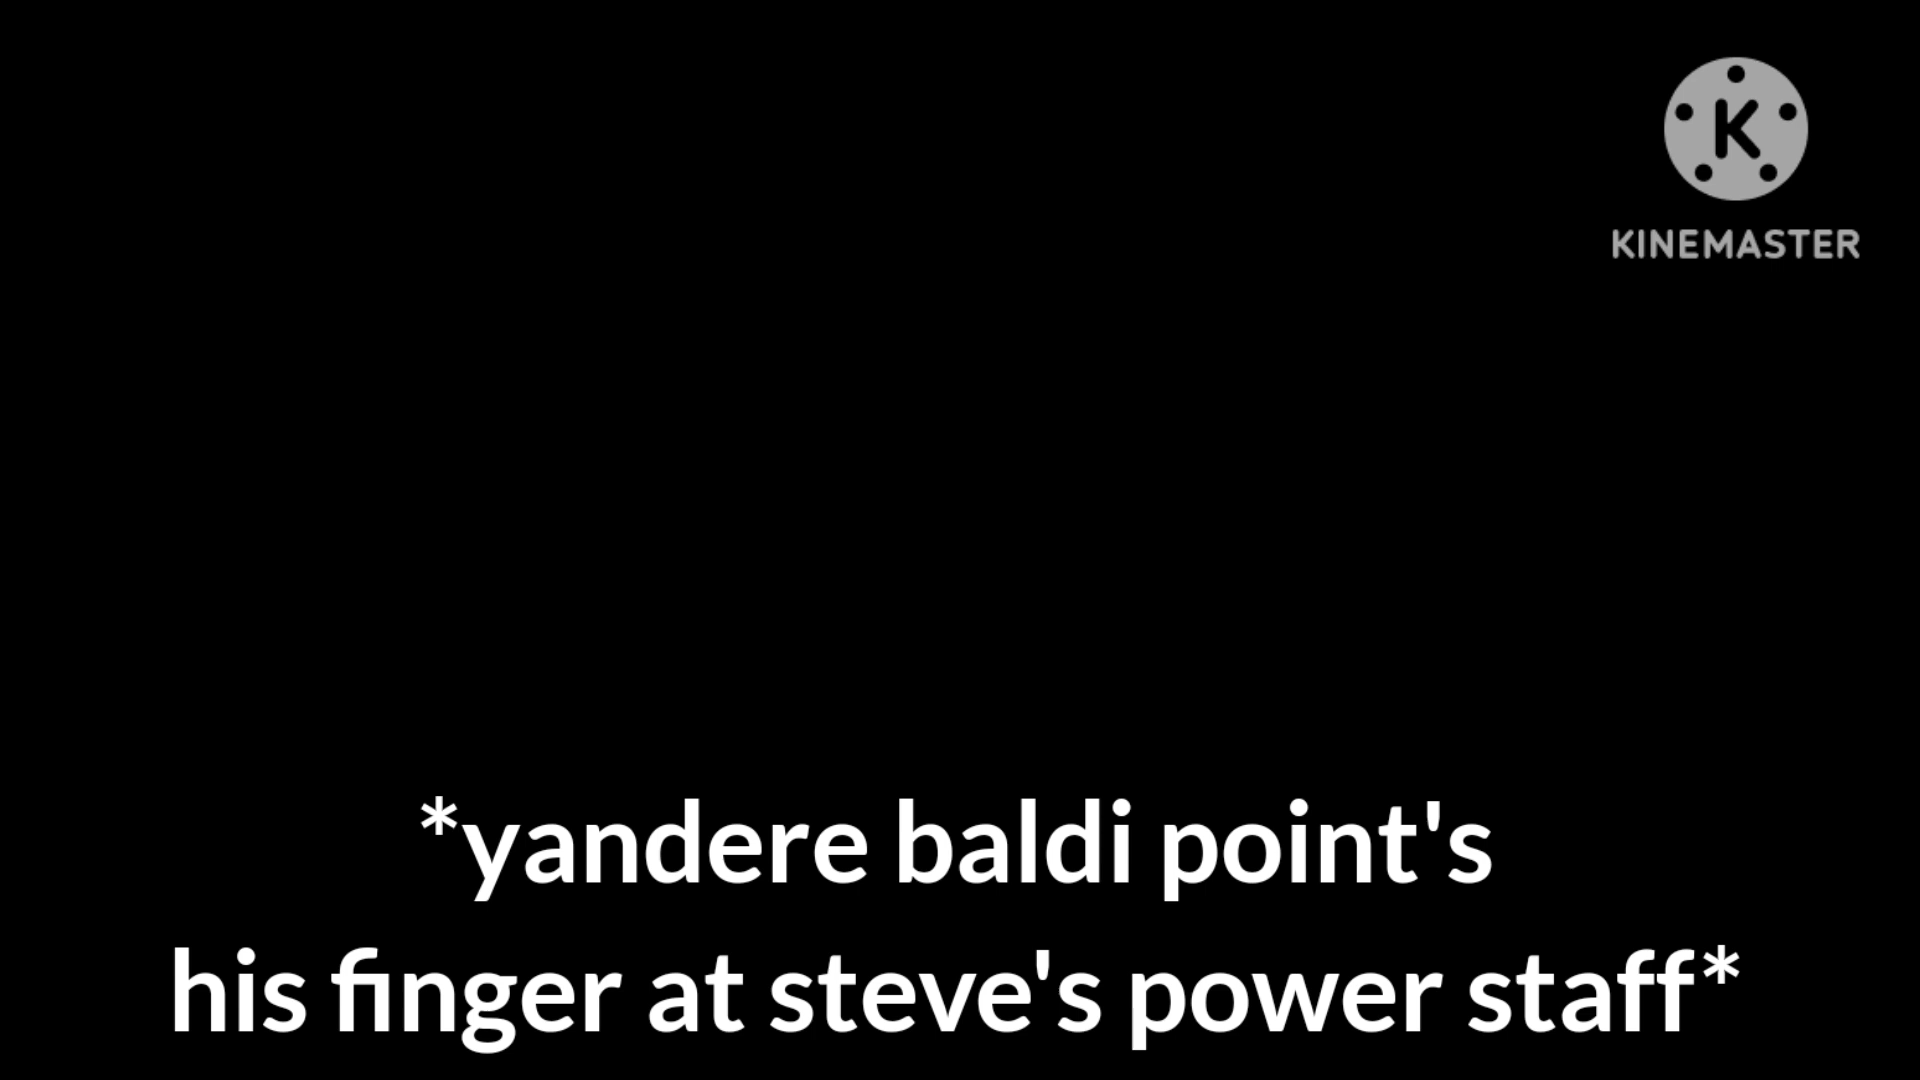 K
KINEMASTER
*yandere baldi point's
his finger at steve's power staff*